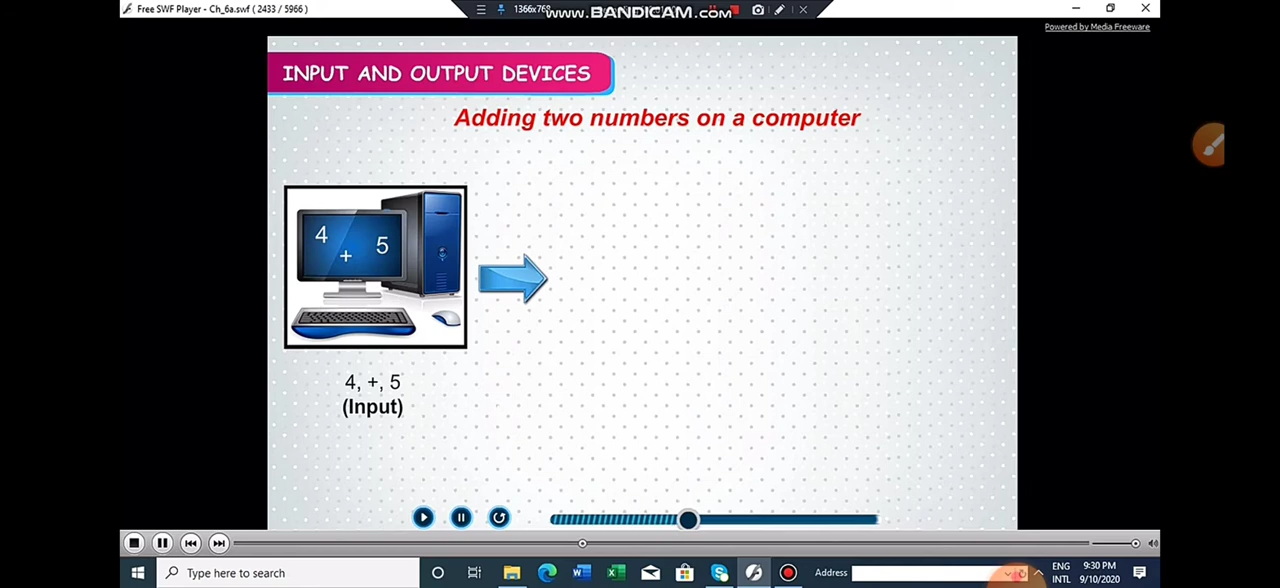 Free SWF Player - Ch_6a.swf ( 2433 / 5966 )
1366x768
www.BANDICAM.com
Powered by Media Freeware
INPUT AND OUTPUT DEVICES
Adding two numbers on a computer
4
+
5
4, +, 5
(Input)
Type here to search
Address
ENG
INTL
9:30 PM
9/10/2020